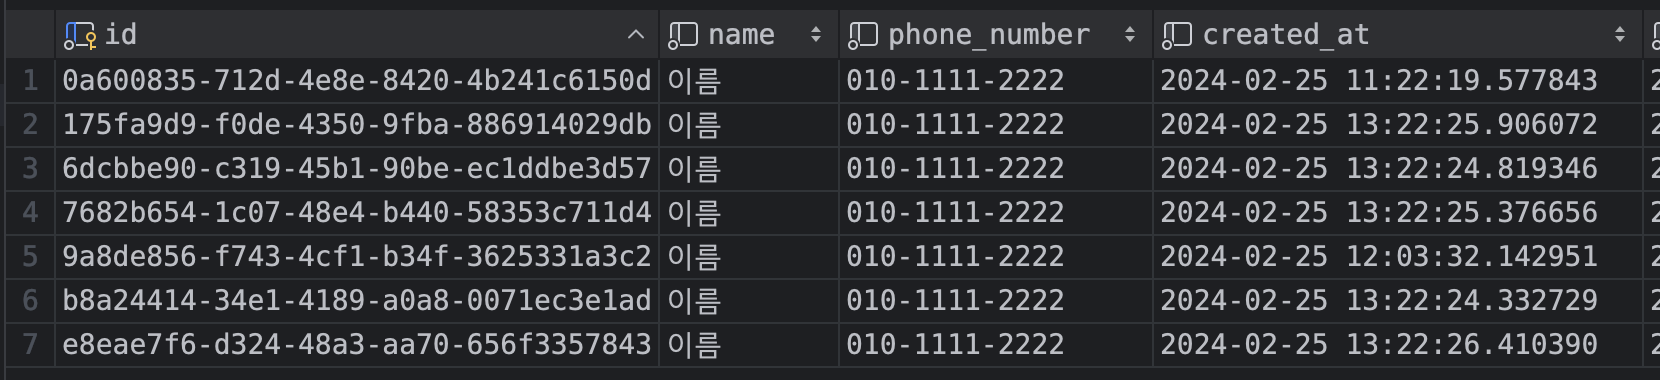 id name phone_number created_at
1 0a600835-712d-4e8e-8420-4b241c6150d 이름 010-1111-2222 2024-02-25 11:22:19.577843
2 175fa9d9-f0de-4350-9fba-886914029db 이름 010-1111-2222 2024-02-25 13:22:25.906072
3 6dcbbe90-c319-45b1-90be-ec1ddbe3d57 이름 010-1111-2222 2024-02-25 13:22:24.819346
4 7682b654-1c07-48e4-b440-58353c711d4 이름 010-1111-2222 2024-02-25 13:22:25.376656
5 9a8de856-f743-4cf1-b34f-3625331a3c2 이름 010-1111-2222 2024-02-25 12:03:32.142951
6 b8a24414-34e1-4189-a0a8-0071ec3e1ad 이름 010-1111-2222 2024-02-25 13:22:24.332729
7 e8eae7f6-d324-48a3-aa70-656f3357843 이름 010-1111-2222 2024-02-25 13:22:26.410390